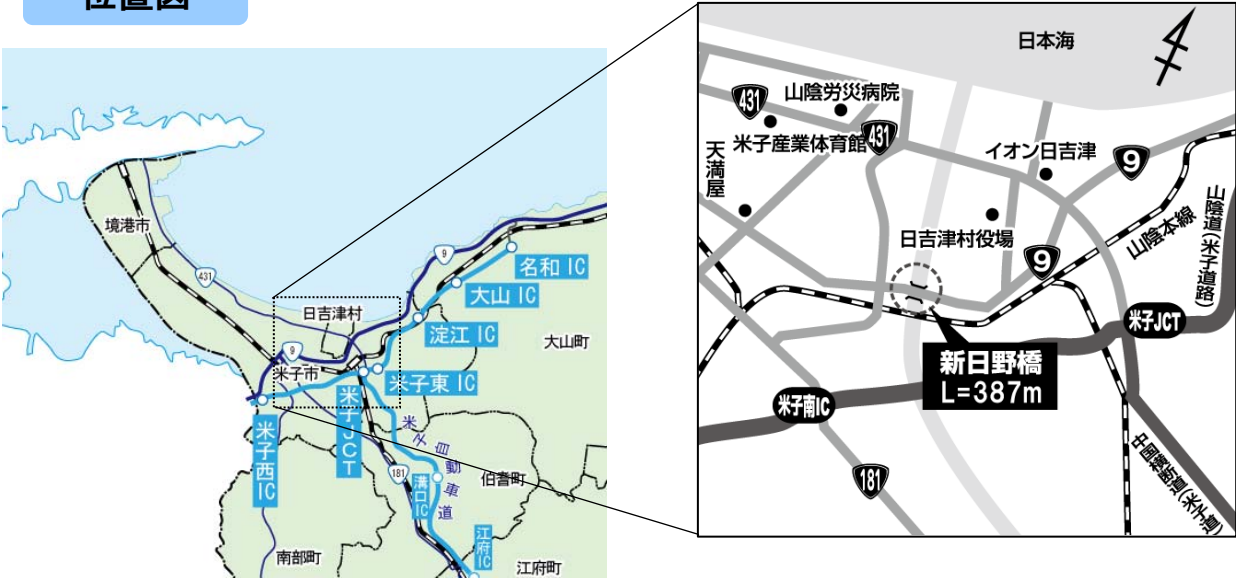 位置図
境港市
431
9
名和 IC
大山 IC
淀江 IC
大山町
日吉津村
9
米子市
米子東 IC
米子西IC
米子JCT
米子自動車道
181
溝口IC
伯耆町
江府IC
南部町
江府町
日本海
431
山陰労災病院
米子産業体育館
431
天満屋
イオン日吉津
9
日吉津村役場
山陰本線
山陰道(米子道路)
9
米子JCT
新日野橋
L=387m
米子南IC
181
中国横断道(米子道)